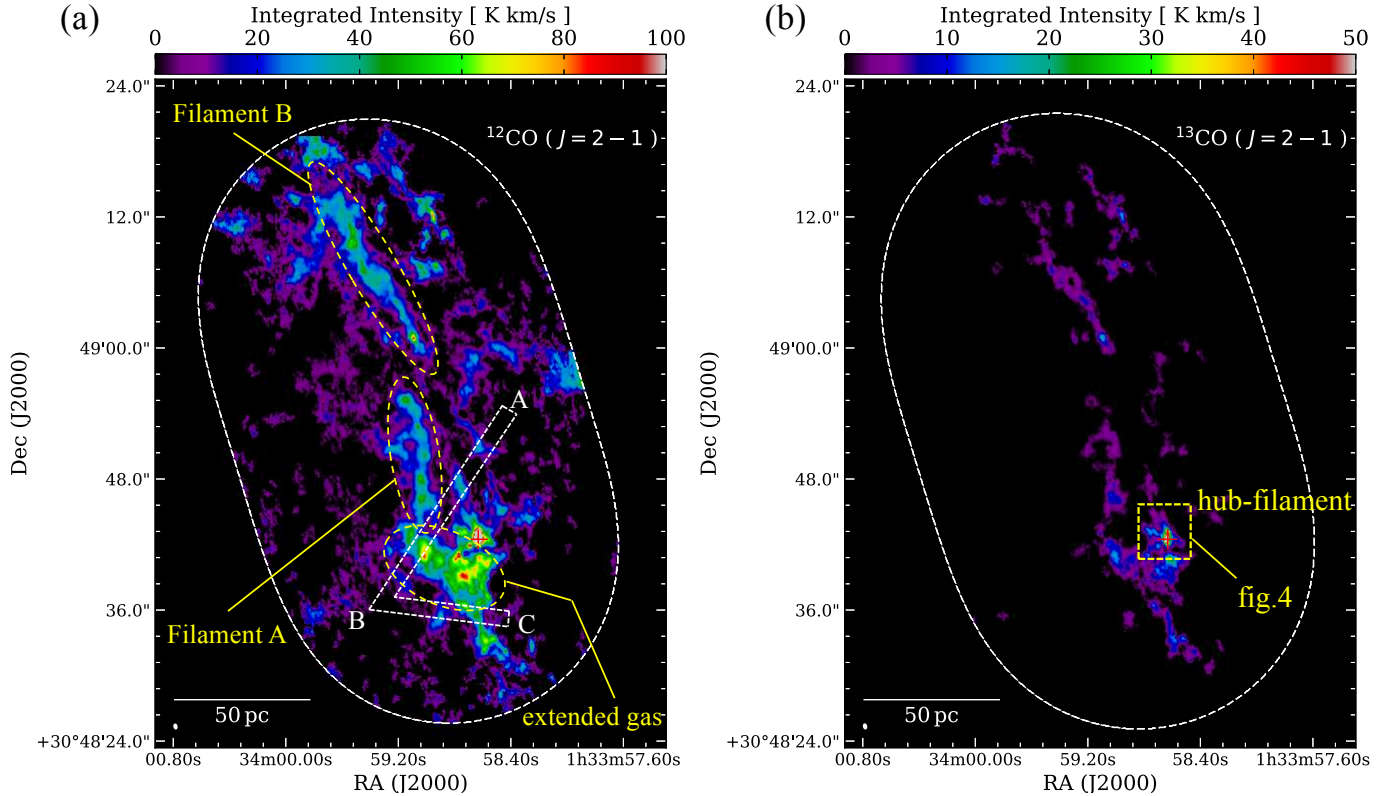 (a)
Integrated Intensity [ K km/s ]
0 20 40 60 80 100
24.0"
12.0"
49'00.0"
48.0"
36.0"
+30°48'24.0"
Dec (J2000)
Filament B
¹²CO ( J = 2 − 1 )
A
B
C
Filament A
extended gas
50 pc
00.80s 34m00.00s 59.20s 58.40s 1h33m57.60s
RA (J2000)
(b)
Integrated Intensity [ K km/s ]
0 10 20 30 40 50
24.0"
12.0"
49'00.0"
48.0"
36.0"
+30°48'24.0"
Dec (J2000)
¹³CO ( J = 2 − 1 )
hub-filament
fig.4
50 pc
00.80s 34m00.00s 59.20s 58.40s 1h33m57.60s
RA (J2000)